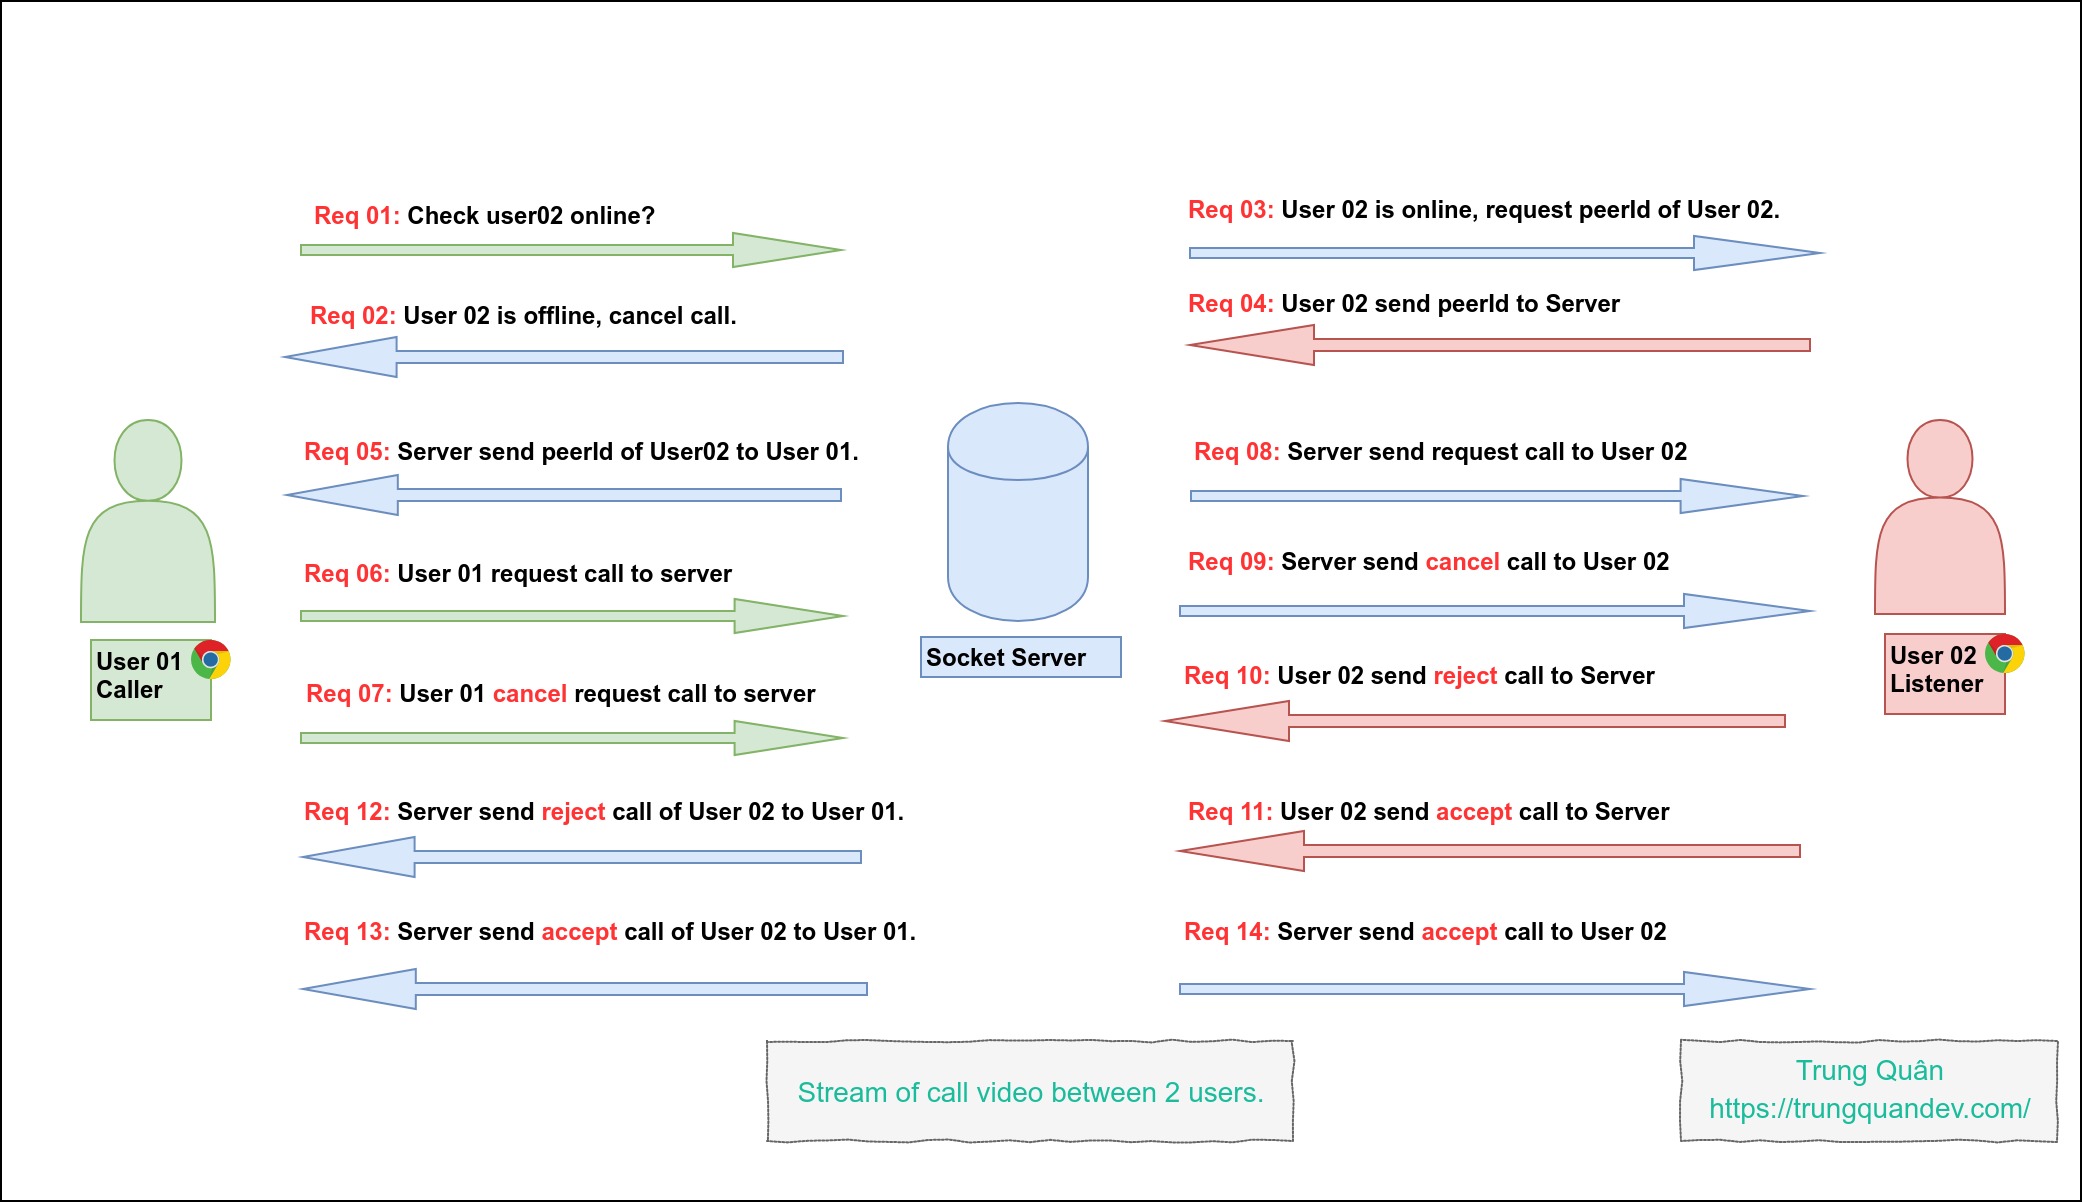 Req 01: Check user02 online?
Req 02: User 02 is offline, cancel call.
Req 03: User 02 is online, request peerId of User 02.
Req 04: User 02 send peerId to Server
Req 05: Server send peerId of User02 to User 01.
Req 06: User 01 request call to server
Req 07: User 01 cancel request call to server
Req 08: Server send request call to User 02
Req 09: Server send cancel call to User 02
Req 10: User 02 send reject call to Server
Req 11: User 02 send accept call to Server
Req 12: Server send reject call of User 02 to User 01.
Req 13: Server send accept call of User 02 to User 01.
Req 14: Server send accept call to User 02
User 01
Caller
Socket Server
User 02
Listener
Stream of call video between 2 users.
Trung Quân
https://trungquandev.com/